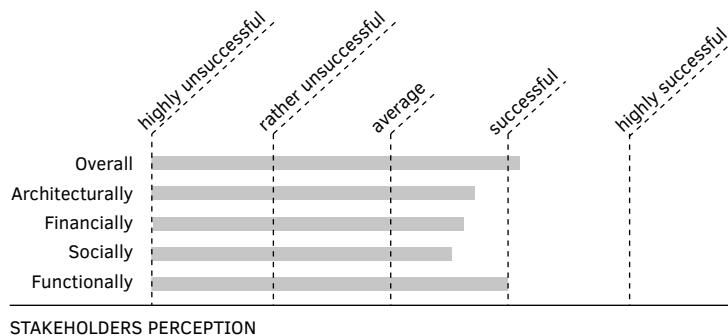 highly unsuccessful
rather unsuccessful
average
successful
highly successful
Overall
Architecturally
Financially
Socially
Functionally
STAKEHOLDERS PERCEPTION